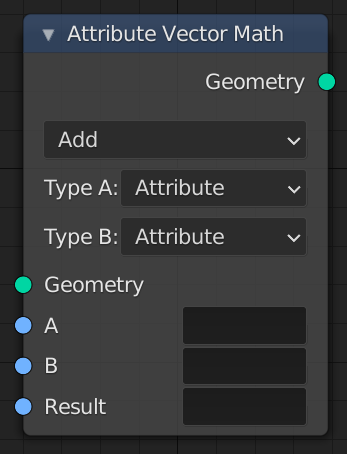 Attribute Vector Math
Geometry
Add
Type A: Attribute
Type B: Attribute
Geometry
A
B
Result